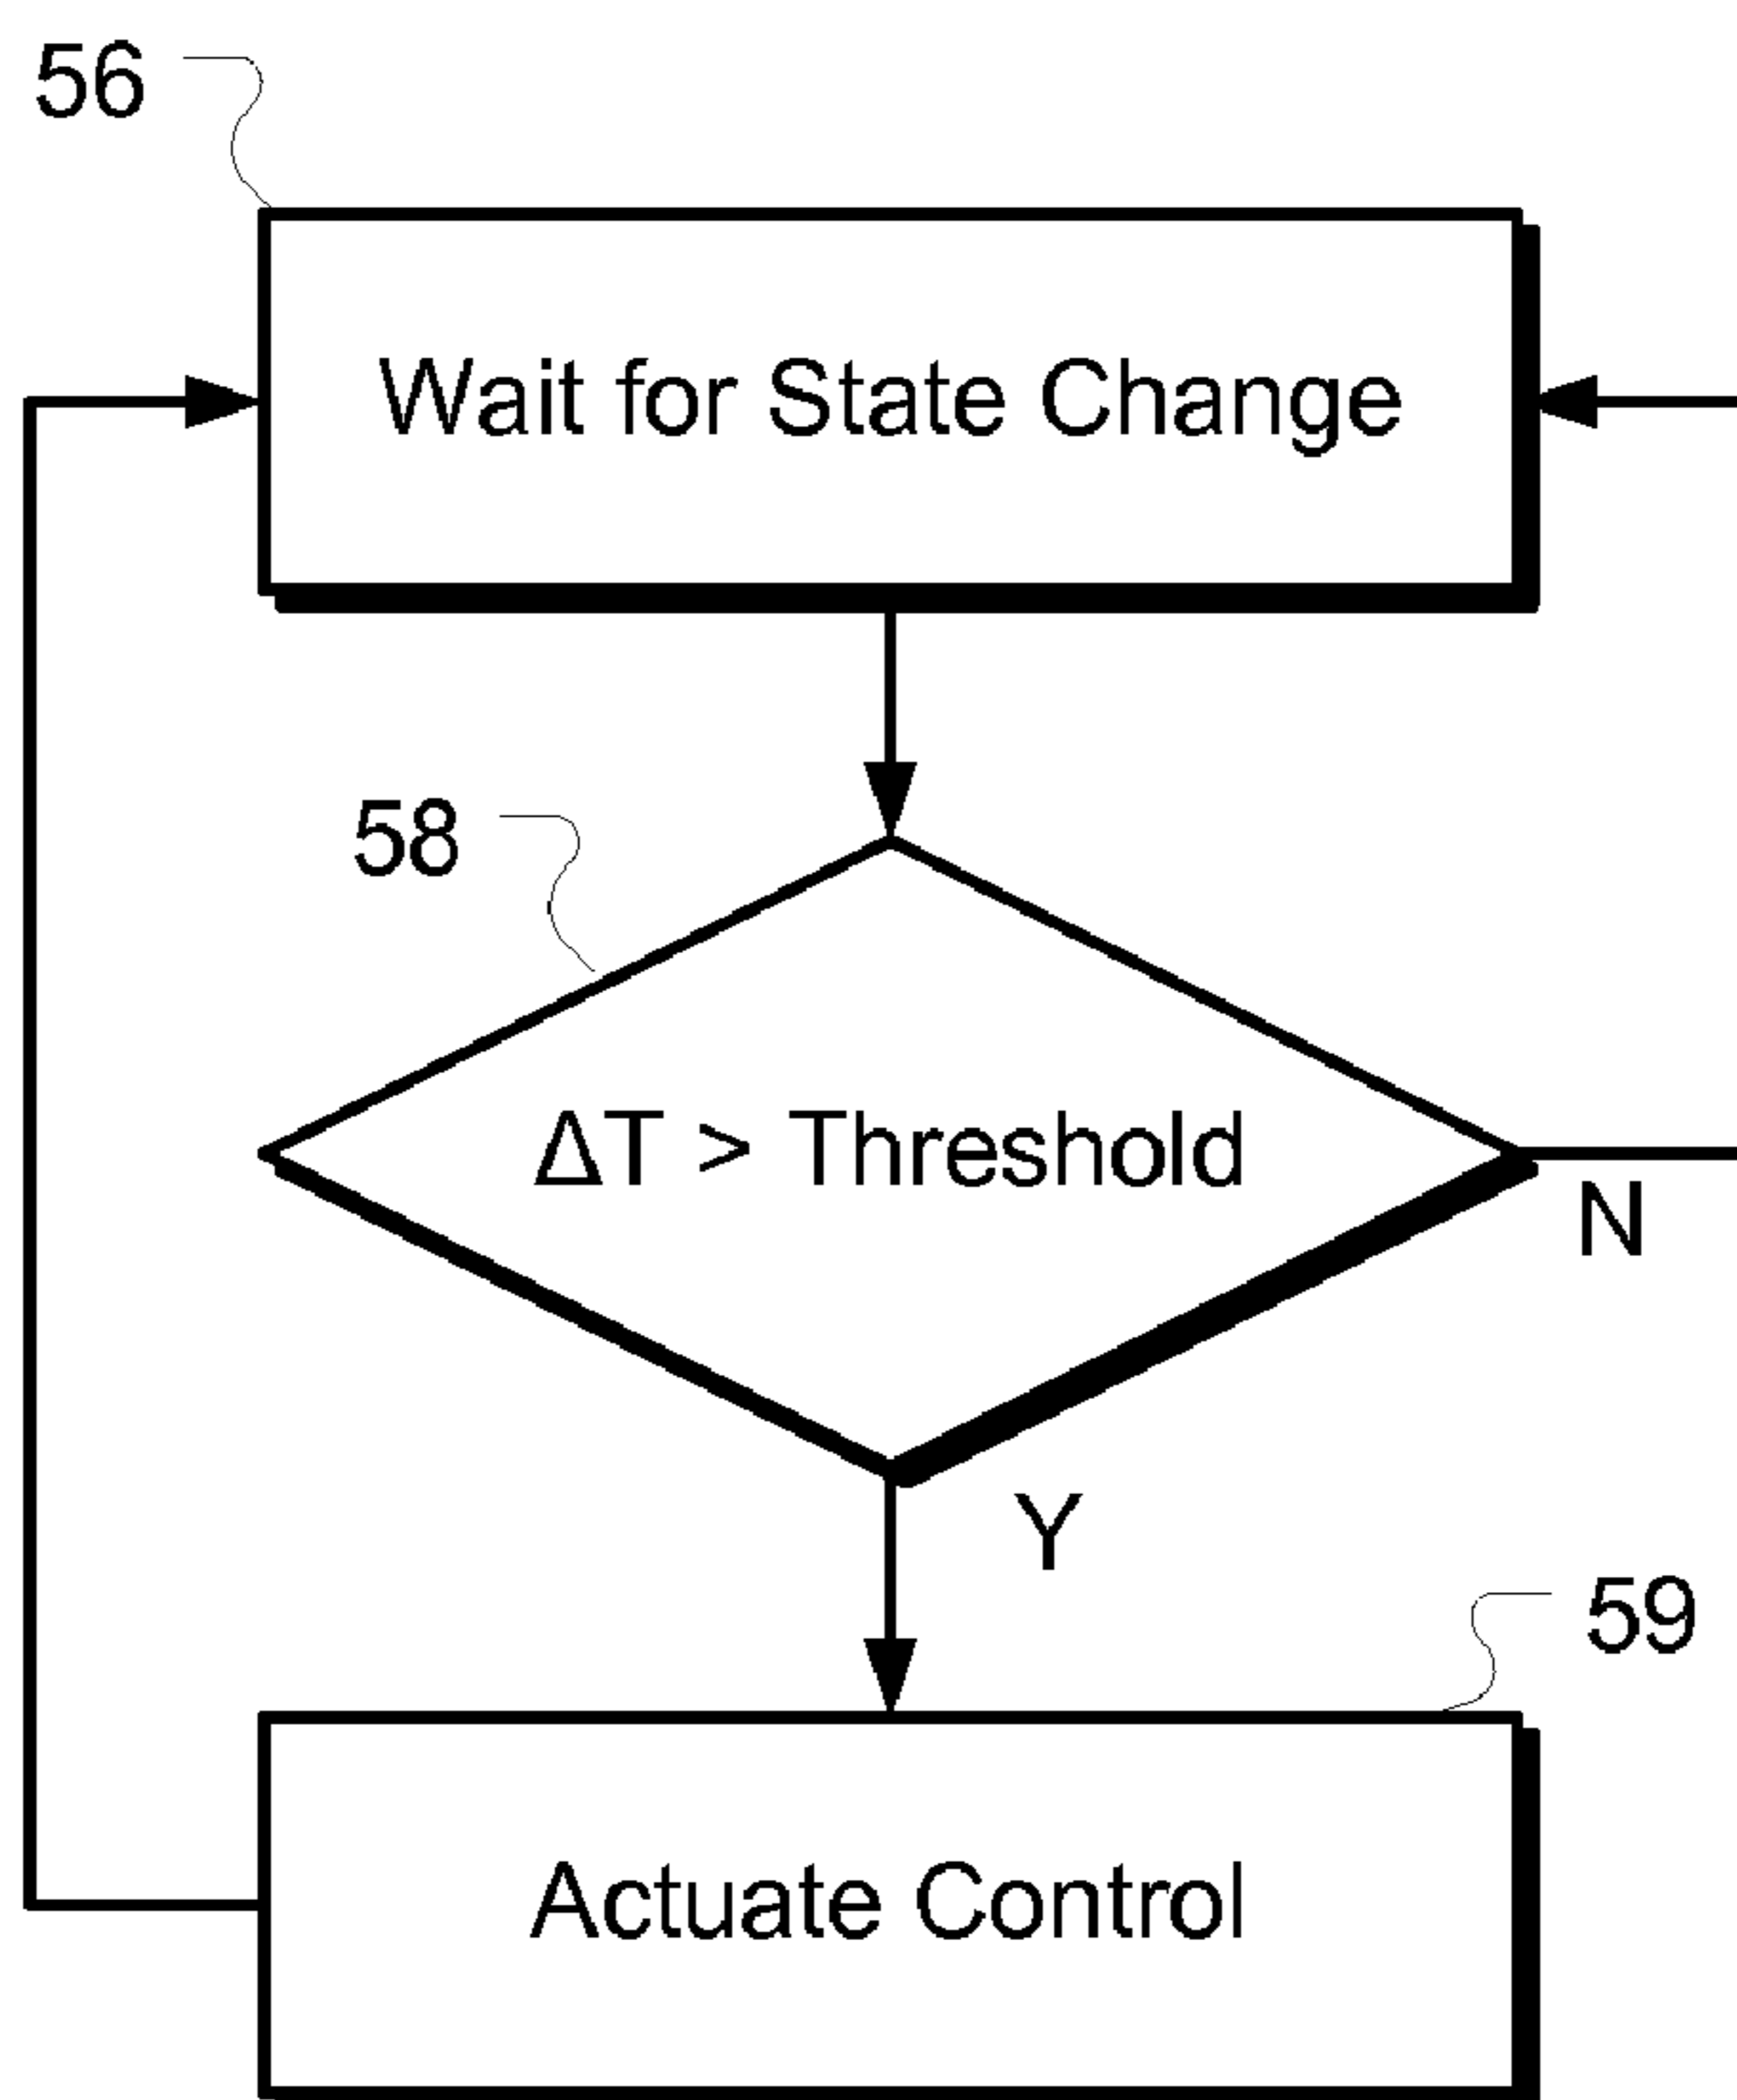 56
Wait for State Change
58
ΔT > Threshold
N
Y
59
Actuate Control